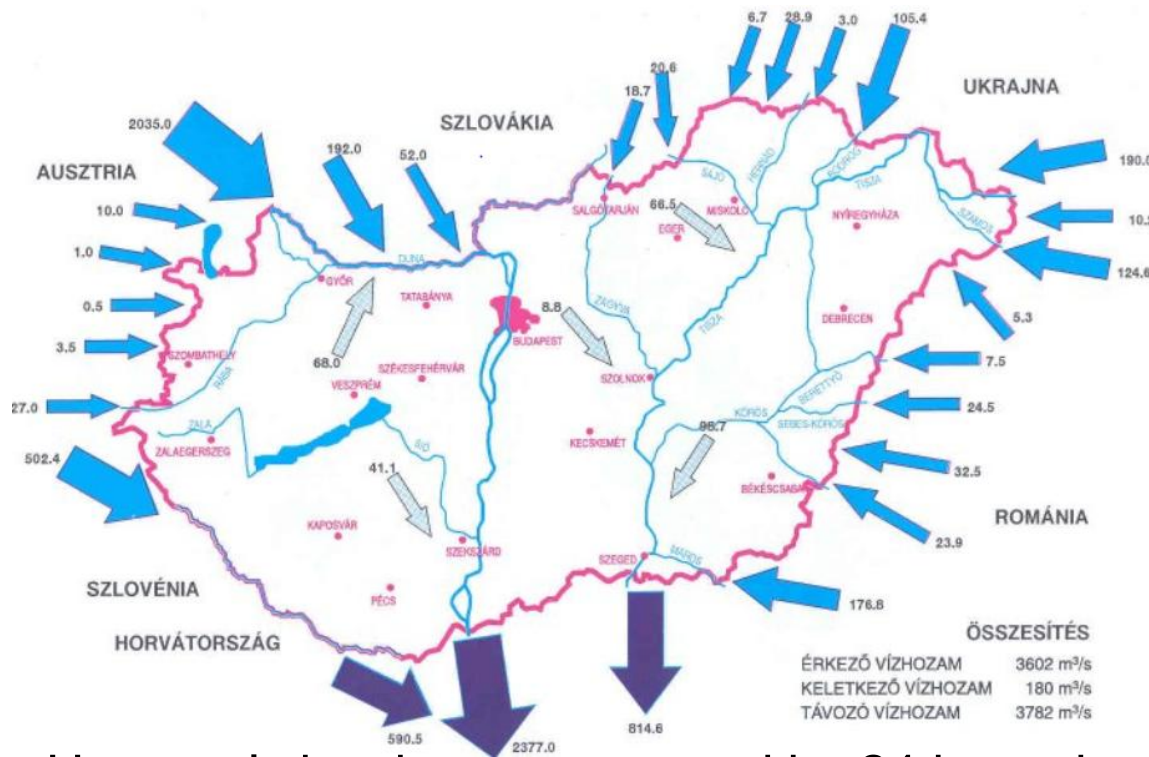 6.7
28.9
3.0
105.4
20.6
18.7
UKRAJNA
2035.0
SZLOVÁKIA
192.0
52.0
AUSZTRIA
190.0
10.0
SAJÓ
HERNÁD
BODROG
TISZA
SALGÓTARJÁN
66.5
MISKOLC
NYÍREGYHÁZA
SZAMOS
EGER
1.0
DUNA
124.6
GYŐR
TATABÁNYA
ZAGYVA
TISZA
DEBRECEN
0.5
8.8
5.3
BUDAPEST
3.5
SZOMBATHELY
68.0
SZÉKESFEHÉRVÁR
7.5
RÁBA
VESZPRÉM
SZOLNOK
BERETTYÓ
27.0
KÖRÖS
SEBES-KÖRÖS
24.5
ZALA
ZALAEGERSZEG
SIÓ
KECSKEMÉT
98.7
502.4
41.1
32.5
BÉKÉSCSABA
KAPOSVÁR
SZEKSZÁRD
ROMÁNIA
23.9
SZEGED
MAROS
SZLOVÉNIA
PÉCS
176.8
HORVÁTORSZÁG
ÖSSZESÍTÉS
ÉRKEZŐ VÍZHOZAM 3602 m³/s
KELETKEZŐ VÍZHOZAM 180 m³/s
TÁVOZÓ VÍZHOZAM 3782 m³/s
590.5
2377.0
814.6